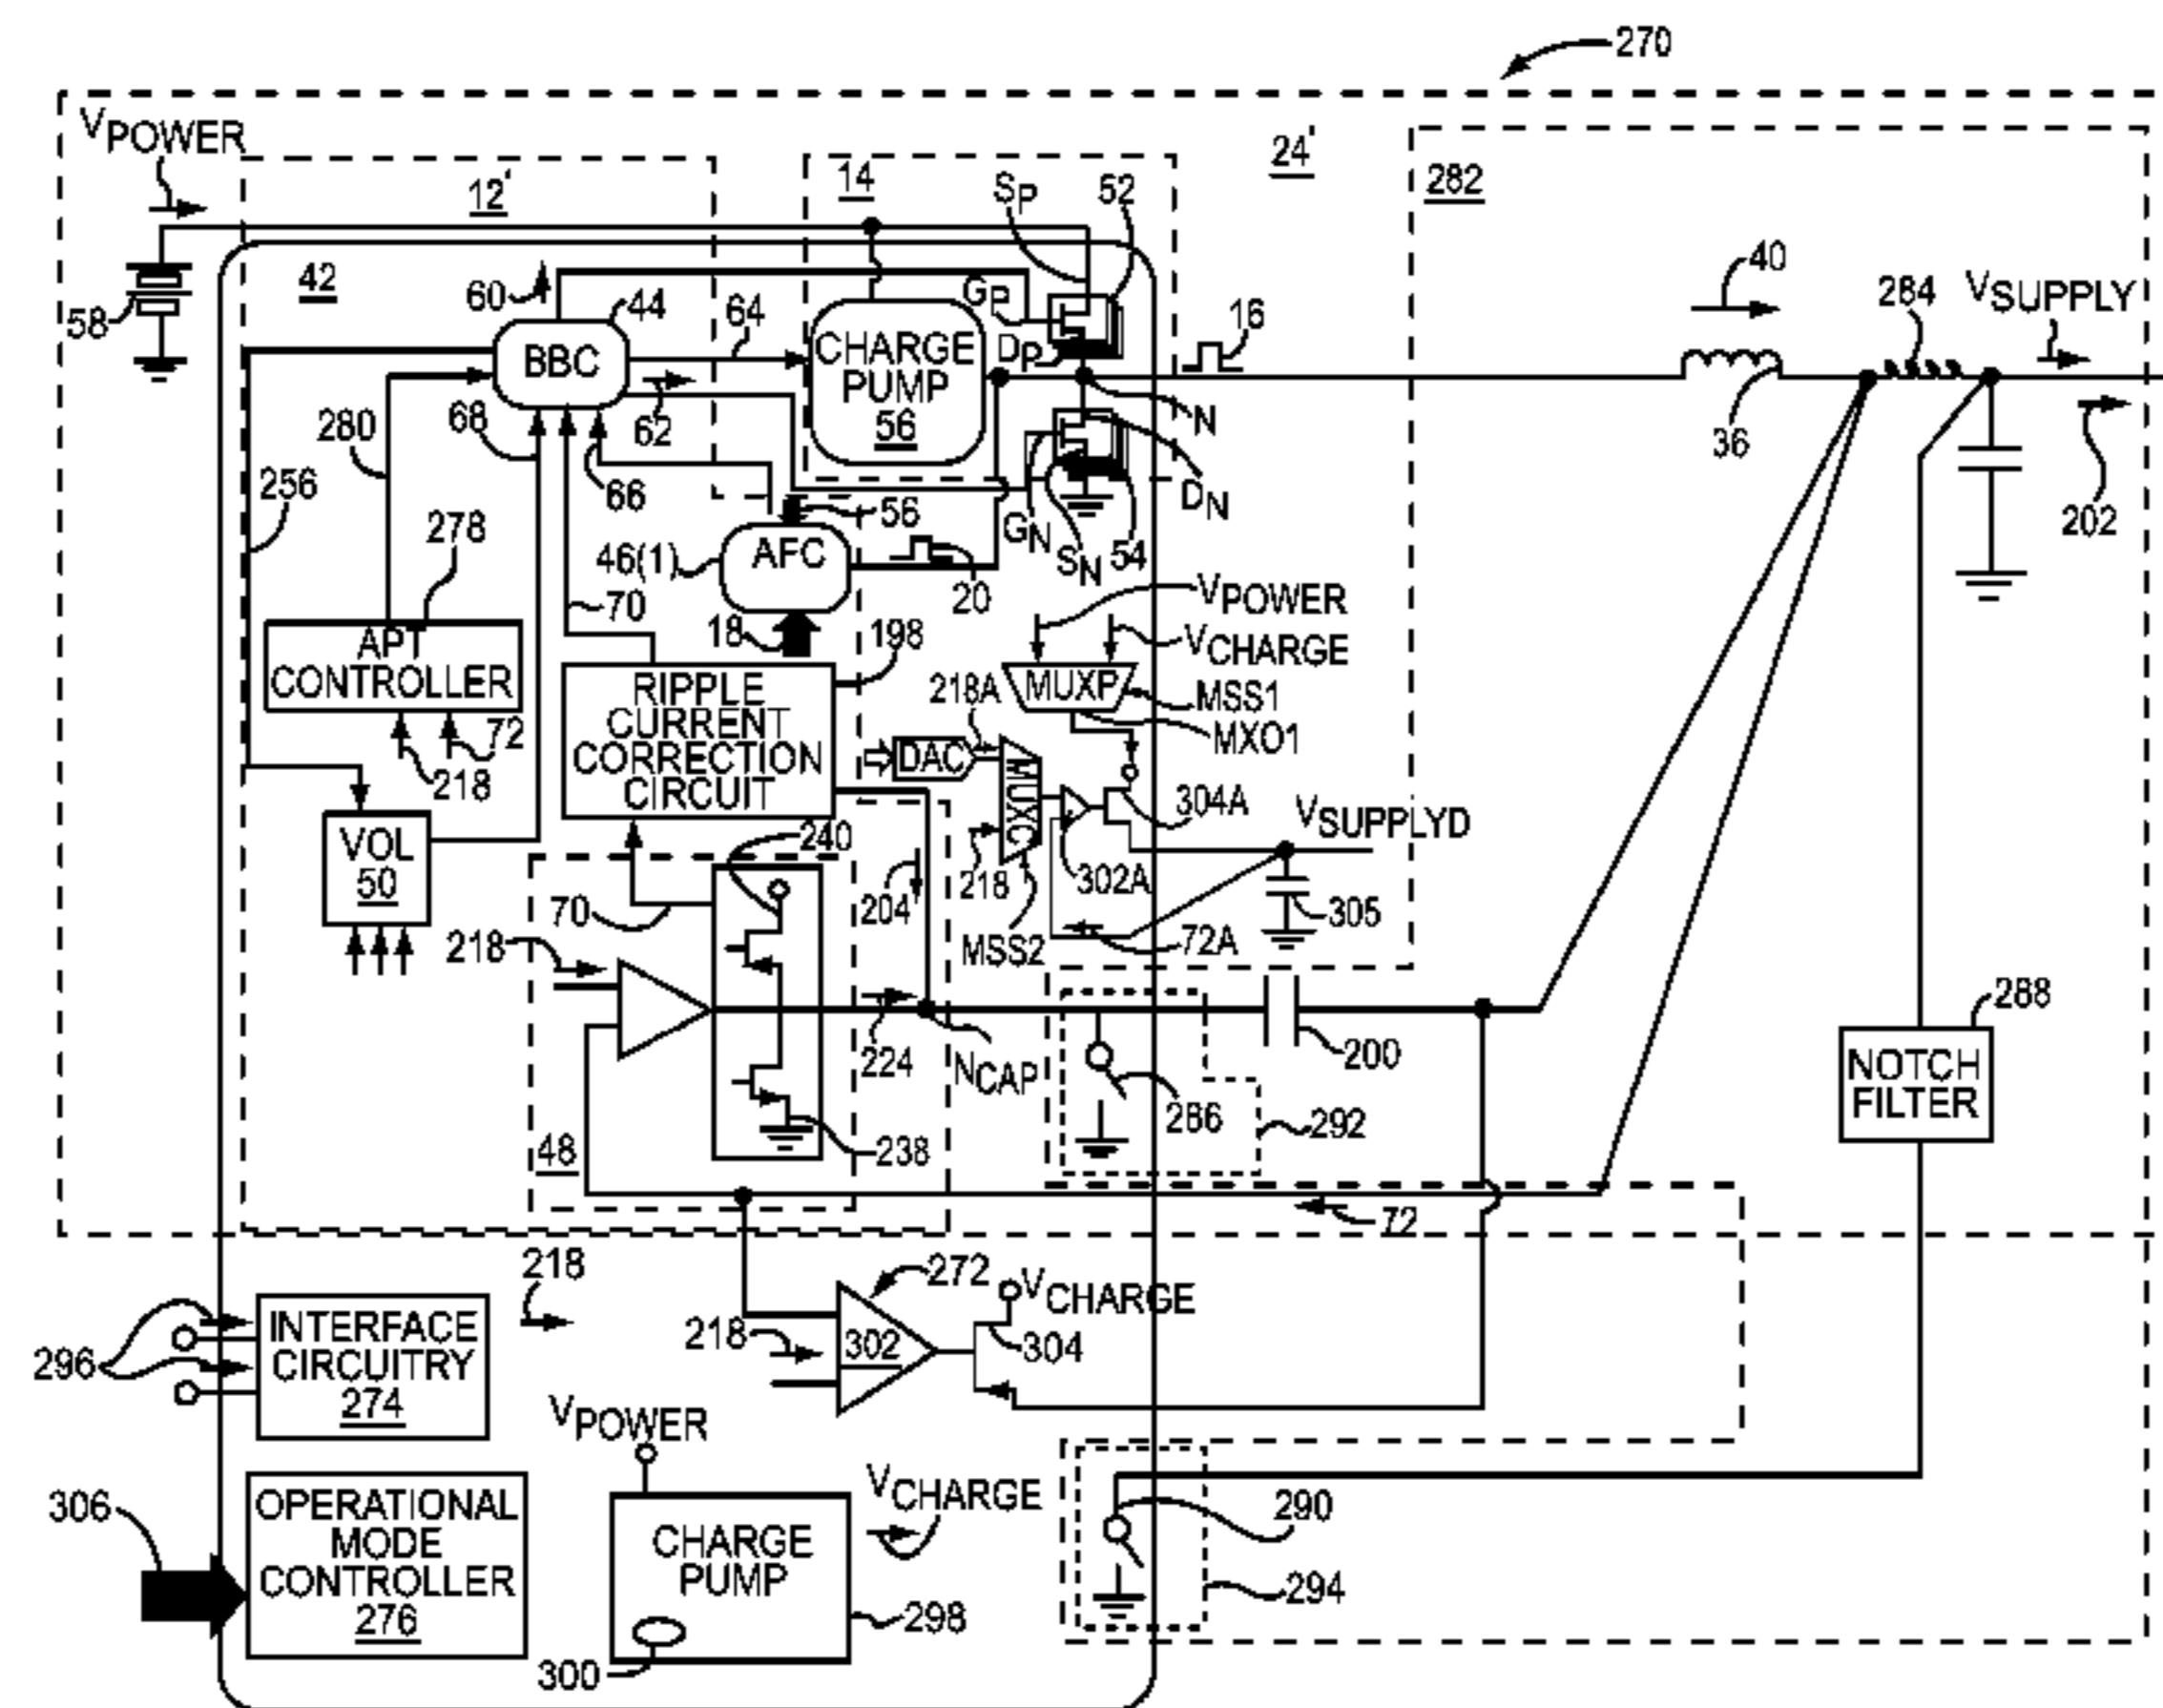 270
VPOWER
12'
14
SP
52
24'
282
42
60
44
64
GP
16
40
284
VSUPPLY
58
BBC
CHARGE
PUMP
56
DP
62
N
36
280
68
256
66
56
GN
SN
54
DN
202
278
46(1)
AFC
20
VPOWER
70
18
198
VCHARGE
AP
CONTROLLER
RIPPLE
CURRENT
CORRECTION
CIRCUIT
218A
MUXP
MSS1
MXO1
72
218
DAC
MUXC
304A
VSUPPLYD
VOL
50
240
204
218
302A
305
70
218
MSS2
72A
288
224
NCAP
200
NOTCH
FILTER
286
292
48
238
72
218
272
VCHARGE
296
INTERFACE
CIRCUITRY
274
218
302
304
VPOWER
306
OPERATIONAL
MODE
CONTROLLER
276
CHARGE
PUMP
VCHARGE
290
298
294
300